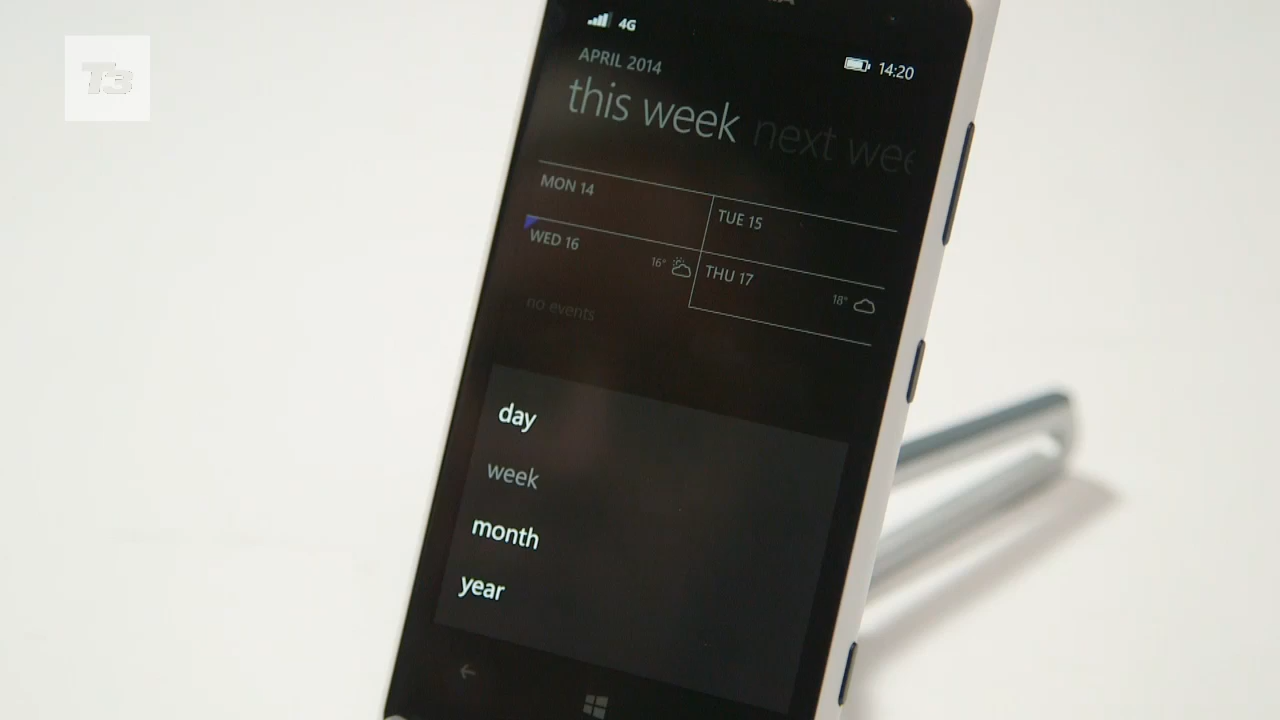 T3
4G
14:20
APRIL 2014
this week next wee
MON 14
TUE 15
WED 16
16°
THU 17
18°
no events
day
week
month
year